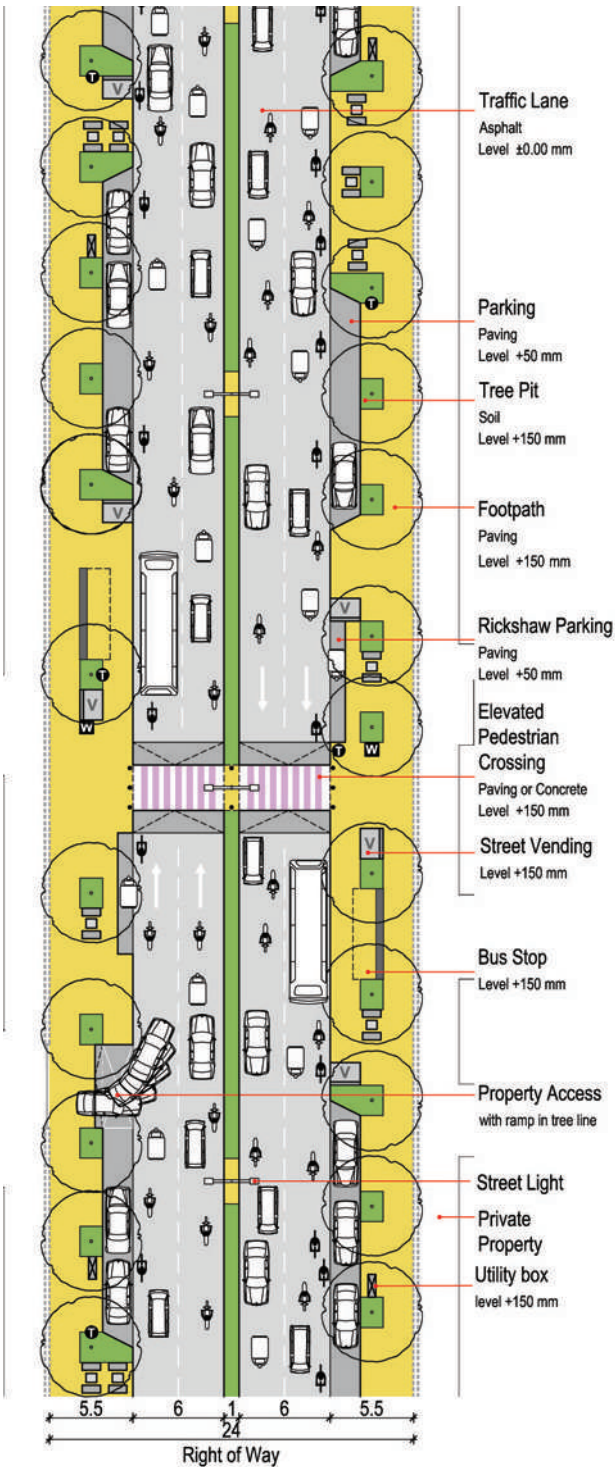 Traffic Lane
Asphalt
Level ±0.00 mm
Parking
Paving
Level +50 mm
Tree Pit
Soil
Level +150 mm
Footpath
Paving
Level +150 mm
Rickshaw Parking
Paving
Level +50 mm
Elevated
Pedestrian
Crossing
Paving or Concrete
Level +150 mm
Street Vending
Level +150 mm
Bus Stop
Level +150 mm
Property Access
with ramp in tree line
Street Light
Private
Property
Utility box
level +150 mm
T
V
T
V
V
T
V
T
V
W
T
W
V
V
T
5.5 6 1 6 5.5
24
Right of Way